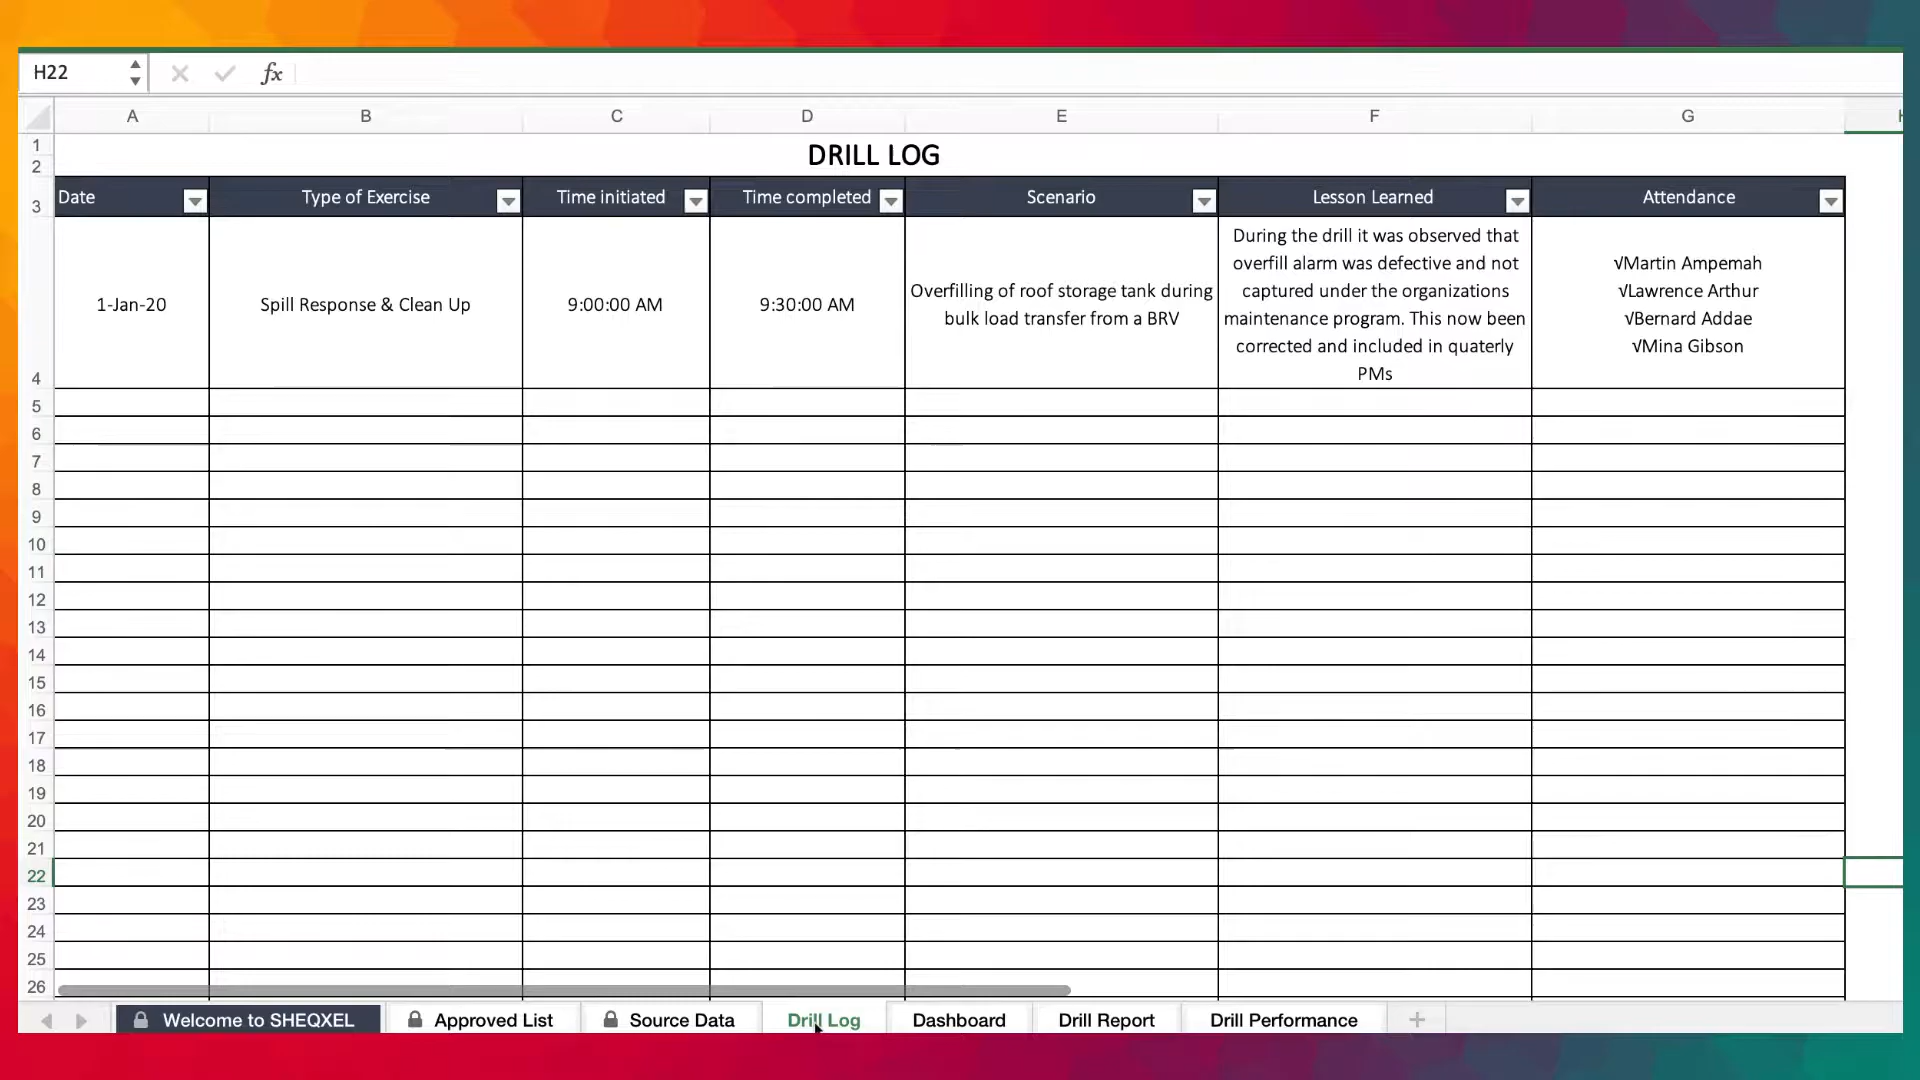 H22
fx
A B C D E F G
1
DRILL LOG
2
3 Date Type of Exercise Time initiated Time completed Scenario Lesson Learned Attendance
4 1-Jan-20 Spill Response & Clean Up 9:00:00 AM 9:30:00 AM
Overfilling of roof storage tank during
bulk load transfer from a BRV
During the drill it was observed that
overfill alarm was defective and not
captured under the organizations
maintenance program. This now been
corrected and included in quaterly
PMs
√Martin Ampemah
√Lawrence Arthur
√Bernard Addae
√Mina Gibson
5
6
7
8
9
10
11
12
13
14
15
16
17
18
19
20
21
22
23
24
25
26
Welcome to SHEQXEL Approved List Source Data Drill Log Dashboard Drill Report Drill Performance +